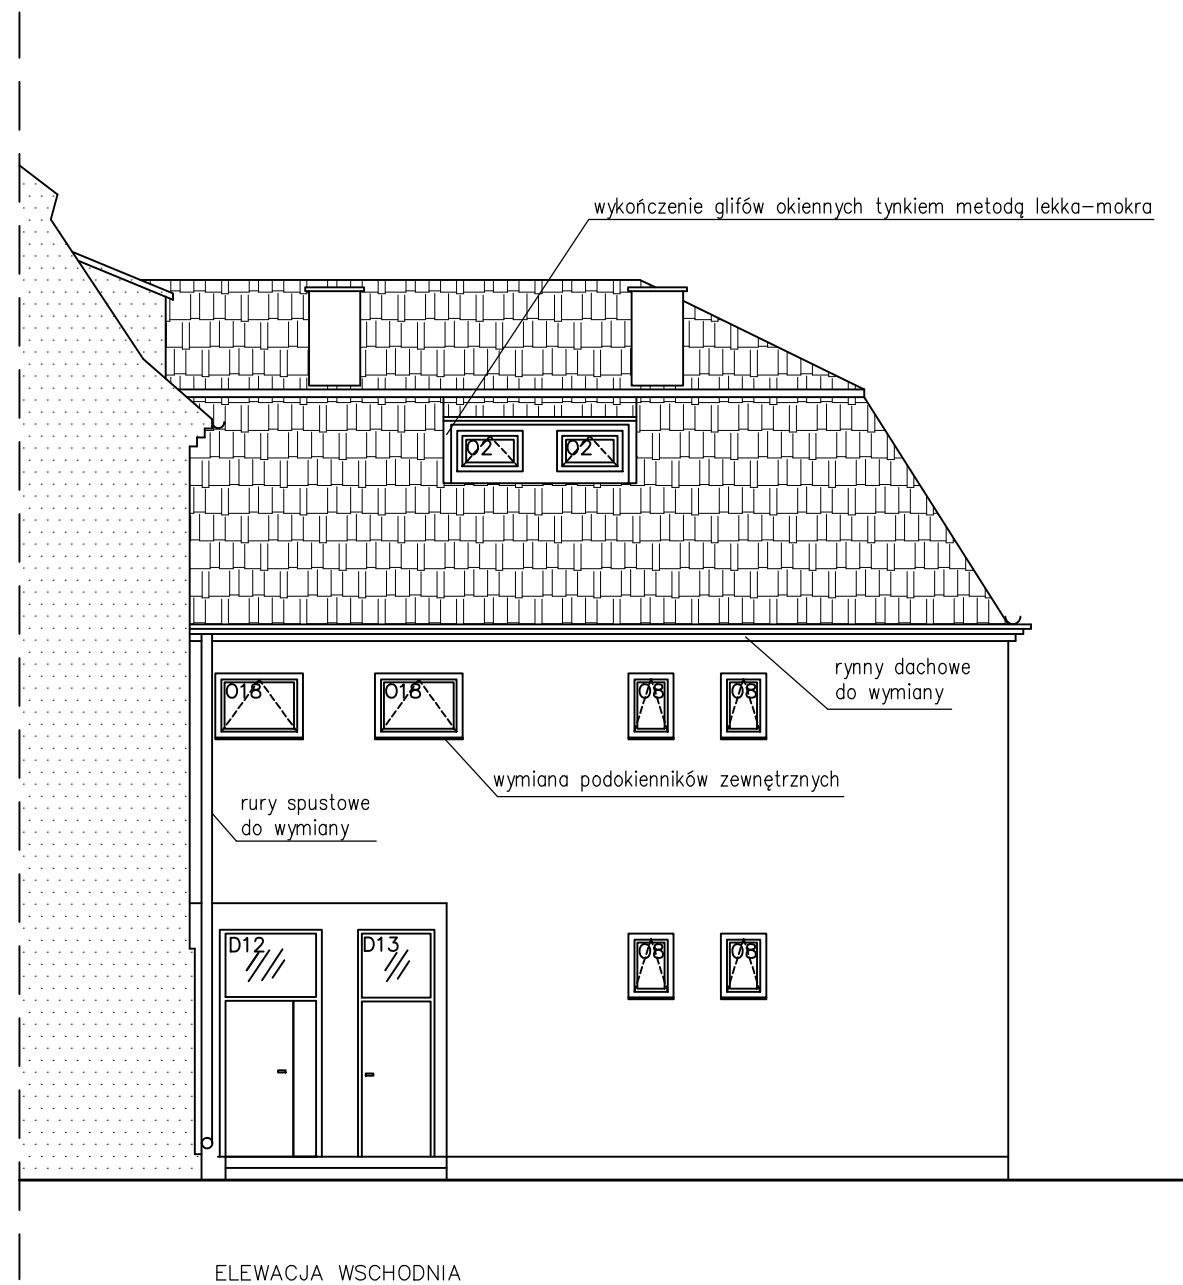 wykończenie glifów okiennych tynkiem metodą lekka-mokra
O2 O2
rynny dachowe
do wymiany
O18 O18 O8 O8
wymiana podokienników zewnętrznych
rury spustowe
do wymiany
D12 D13 O8 O8
ELEWACJA WSCHODNIA